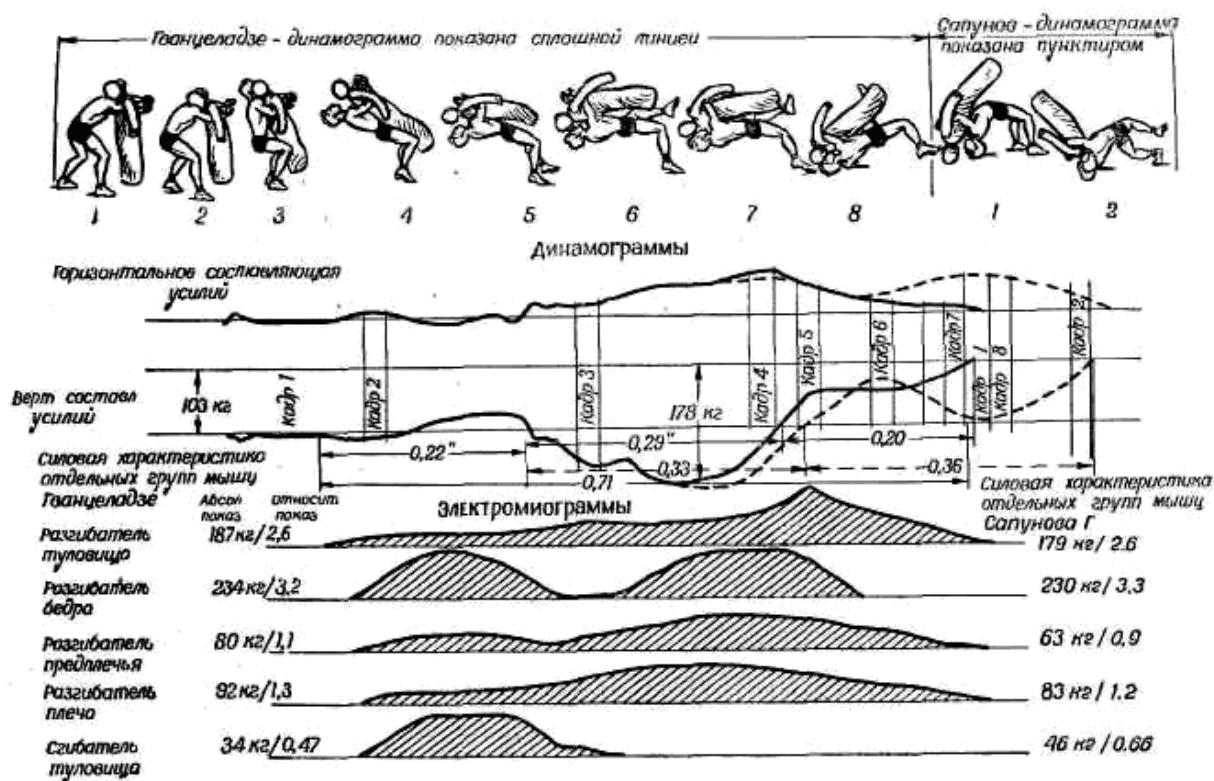 Гванцеладзе - динамограмма показана сплошной линией
Сапунов - динамограмма
показана пунктиром
1 2 3 4 5 6 7 8 1 2
Динамограммы
Горизонтальное составляющая
усилий
Кадр 1
Кадр 2
Кадр 3
Кадр 4
Кадр 5
Кадр 6
Кадр 7
Кадр 8
Кадр 1
Кадр 2
Верт составл
усилий
103 кг
178 кг
0,22"
0,29"
0,20
0,33
0,36
0,71
Силовая характеристика
отдельных групп мышц
Гванцеладзе
Абсол
показ
относит
показ
Электромиограммы
Силовая характеристика
отдельных групп мышц
Сапунова Г
Разгибатель
туловища
187 кг/2,6
179 кг/2.6
Разгибатель
бедра
234 кг/3,2
230 кг/3,3
Разгибатель
предплечья
80 кг/1,1
63 кг/0,9
Разгибатель
плеча
92 кг/1,3
83 кг/1.2
Сгибатель
туловища
34 кг/0,47
46 кг/0.66